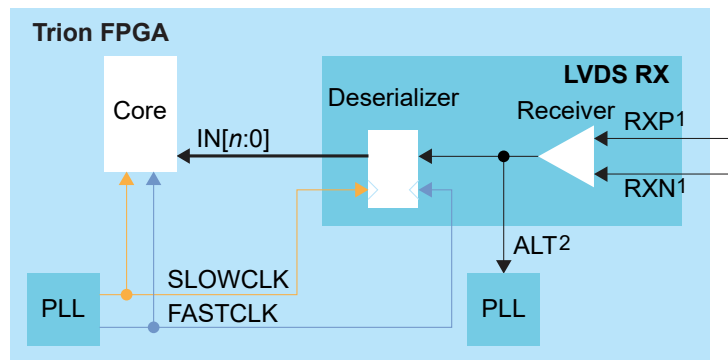 Trion FPGA
LVDS RX
Core
Deserializer
Receiver
RXP1
IN[n:0]
RXN1
ALT2
SLOWCLK
PLL
PLL
FASTCLK